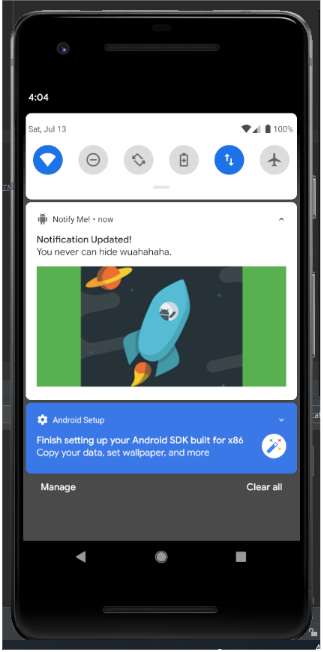 4:04
Sat, Jul 13
100%
Notify Me! • now
Notification Updated!
You never can hide wuahahaha.
Android Setup
Finish setting up your Android SDK built for x86
Copy your data, set wallpaper, and more
Manage
Clear all